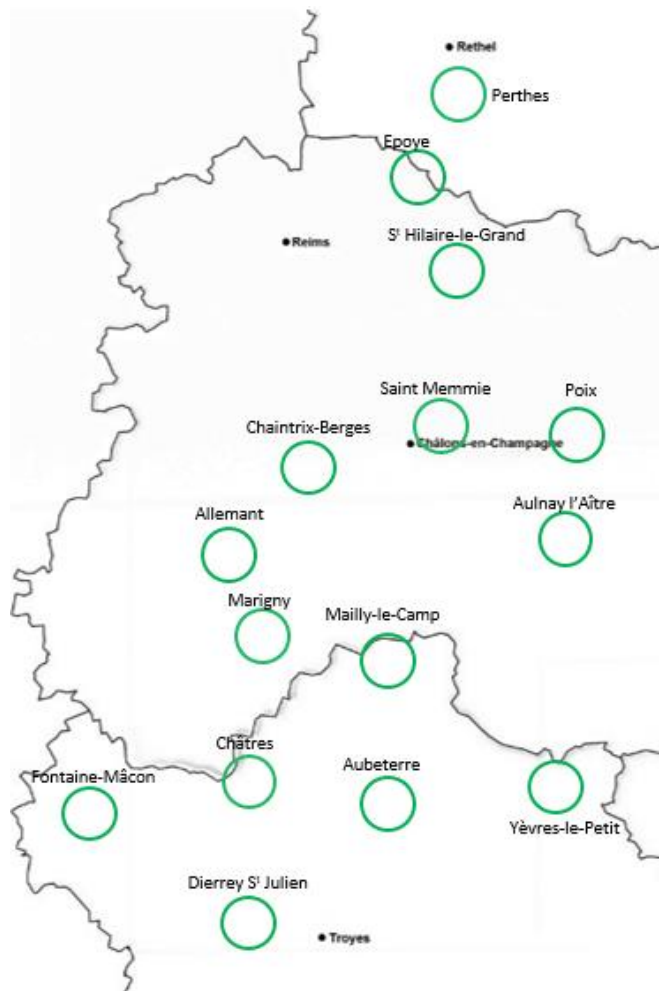 Rethel
Perthes
Epoye
Sᵗ Hilaire-le-Grand
Reims
Saint Memmie
Poix
Chaintrix-Berges
Châlons-en-Champagne
Aulnay l'Aître
Allemant
Marigny
Mailly-le-Camp
Châtres
Aubeterre
Fontaine-Mâcon
Yèvres-le-Petit
Dierrey Sᵗ Julien
Troyes